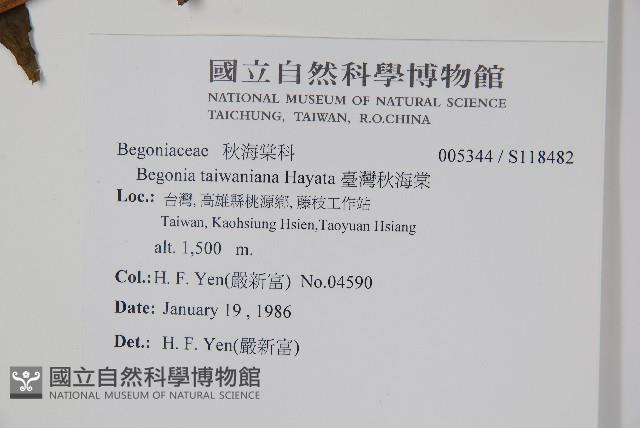 國立自然科學博物館
NATIONAL MUSEUM OF NATURAL SCIENCE
TAICHUNG, TAIWAN, R.O.CHINA
Begoniaceae 秋海棠科 005344 / S118482
Begonia taiwaniana Hayata 臺灣秋海棠
Loc.: 台灣, 高雄縣桃源鄉, 藤枝工作站
Taiwan, Kaohsiung Hsien,Taoyuan Hsiang
alt. 1,500 m.
Col.: H. F. Yen(嚴新富) No.04590
Date: January 19 , 1986
Det.: H. F. Yen(嚴新富)
國立自然科學博物館
NATIONAL MUSEUM OF NATURAL SCIENCE